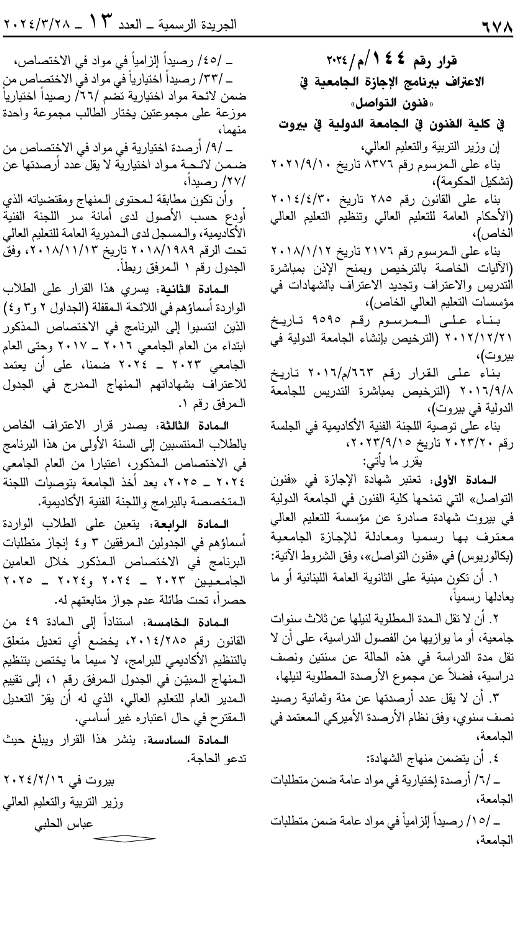 ٦٧٨
الجريدة الرسمية ــ العدد ١٣ ــ ٢٠٢٤/٣/٢٨
قرار رقم ١٤٤/م/٢٠٢٤
الاعتراف ببرنامج الإجازة الجامعية في
«فنون التواصل»
في كلية الفنون في الجامعة الدولية في بيروت
إن وزير التربية والتعليم العالي،
بناء على المرسوم رقم ٨٣٧٦ تاريخ ٢٠٢١/٩/١٠
(تشكيل الحكومة)،
بناء على القانون رقم ٢٨٥ تاريخ ٢٠١٤/٤/٣٠
(الأحكام العامة للتعليم العالي وتنظيم التعليم العالي
الخاص)،
بناء على المرسوم رقم ٢١٧٦ تاريخ ٢٠١٨/١/١٢
(الآليات الخاصة بالترخيص وبمنح الإذن بمباشرة
التدريس والاعتراف وتجديد الاعتراف بالشهادات في
مؤسسات التعليم العالي الخاص)،
بناء على المرسوم رقم ٩٥٩٥ تاريخ
٢٠١٢/١٢/٢١ (الترخيص بإنشاء الجامعة الدولية في
بيروت)،
بناء على القرار رقم ٦٦٣/م/٢٠١٦ تاريخ
٢٠١٦/٩/٨ (الترخيص بمباشرة التدريس للجامعة
الدولية في بيروت)،
بناء على توصية اللجنة الفنية الأكاديمية في الجلسة
رقم ٢٠٢٣/٢٠ تاريخ ٢٠٢٣/٩/١٥،
يقرر ما يأتي:
المادة الأولى: تعتبر شهادة الإجازة في «فنون
التواصل» التي تمنحها كلية الفنون في الجامعة الدولية
في بيروت شهادة صادرة عن مؤسسة للتعليم العالي
معترف بها رسميا ومعادلة للإجازة الجامعية
(بكالوريوس) في «فنون التواصل»، وفق الشروط الآتية:
١. أن تكون مبنية على الثانوية العامة اللبنانية أو ما
يعادلها رسمياً،
٢. أن لا تقل المدة المطلوبة لنيلها عن ثلاث سنوات
جامعية، أو ما يوازيها من الفصول الدراسية، على أن لا
تقل مدة الدراسة في هذه الحالة عن سنتين ونصف
دراسية، فضلاً عن مجموع الأرصدة المطلوبة لنيلها،
٣. أن لا يقل عدد أرصدتها عن مئة وثمانية رصيد
نصف سنوي، وفق نظام الأرصدة الأميركي المعتمد في
الجامعة،
٤. أن يتضمن منهاج الشهادة:
ــ /٦/ أرصدة إختيارية في مواد عامة ضمن متطلبات
الجامعة،
ــ /١٥/ رصيداً إلزامياً في مواد عامة ضمن متطلبات
الجامعة،
ــ /٤٥/ رصيداً إلزامياً في مواد في الاختصاص،
ــ /٣٣/ رصيداً اختيارياً في مواد في الاختصاص من
ضمن لائحة مواد اختيارية تضم /٦٦/ رصيداً اختيارياً
موزعة على مجموعتين يختار الطالب مجموعة واحدة
منهما،
ــ /٩/ أرصدة اختيارية في مواد في الاختصاص من
ضمن لائحة مواد اختيارية لا يقل عدد أرصدتها عن
/٢٧/ رصيداً،
وأن تكون مطابقة لمحتوى المنهاج ومقتضياته الذي
أودع حسب الأصول لدى أمانة سر اللجنة الفنية
الأكاديمية، والمسجل لدى المديرية العامة للتعليم العالي
تحت الرقم ٢٠١٨/١٩٨٩ تاريخ ٢٠١٨/١١/١٣، وفق
الجدول رقم ١ المرفق ربطاً.
المادة الثانية: يسري هذا القرار على الطلاب
الواردة أسماؤهم في اللائحة المقفلة (الجداول ٢ و٣ و٤)
الذين انتسبوا إلى البرنامج في الاختصاص المذكور
ابتداء من العام الجامعي ٢٠١٦ ــ ٢٠١٧ وحتى العام
الجامعي ٢٠٢٣ ــ ٢٠٢٤ ضمنا، على أن يعتمد
للاعتراف بشهاداتهم المنهاج المدرج في الجدول
المرفق رقم ١.
المادة الثالثة: يصدر قرار الاعتراف الخاص
بالطلاب المنتسبين إلى السنة الأولى من هذا البرنامج
في الاختصاص المذكور، اعتبارا من العام الجامعي
٢٠٢٤ ــ ٢٠٢٥، بعد أخذ الجامعة بتوصيات اللجنة
المتخصصة بالبرامج واللجنة الفنية الأكاديمية.
المادة الرابعة: يتعين على الطلاب الواردة
أسماؤهم في الجدولين المرفقين ٣ و٤ إنجاز متطلبات
البرنامج في الاختصاص المذكور خلال العامين
الجامعيين ٢٠٢٣ ــ ٢٠٢٤ و٢٠٢٤ ــ ٢٠٢٥
حصراً، تحت طائلة عدم جواز متابعتهم له.
المادة الخامسة: استناداً إلى المادة ٤٩ من
القانون رقم ٢٠١٤/٢٨٥، يخضع أي تعديل متعلق
بالتنظيم الأكاديمي للبرامج، لا سيما ما يختص بتنظيم
المنهاج المبيّن في الجدول المرفق رقم ١، إلى تقييم
المدير العام للتعليم العالي، الذي له أن يقرّ التعديل
المقترح في حال اعتباره غير أساسي.
المادة السادسة: ينشر هذا القرار ويبلغ حيث
تدعو الحاجة.
بيروت في ٢٠٢٤/٢/١٦
وزير التربية والتعليم العالي
عباس الحلبي